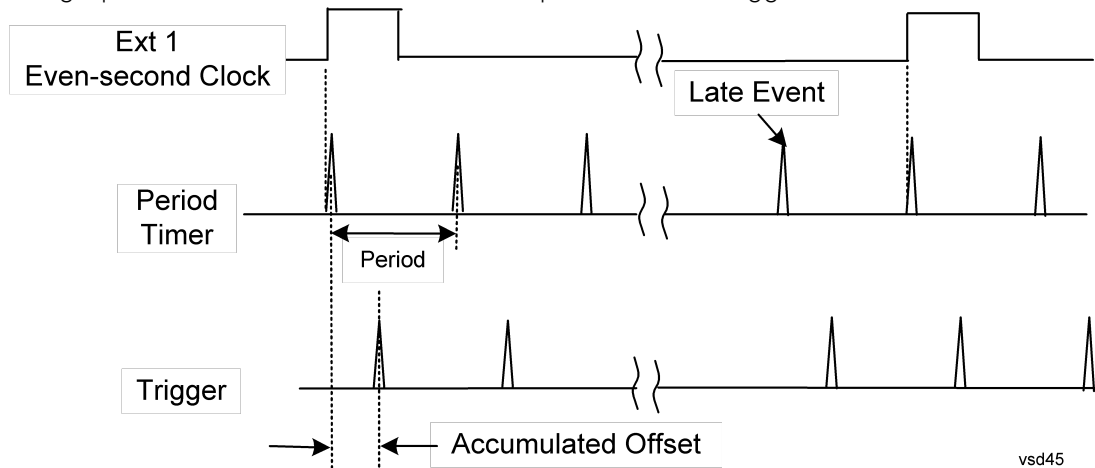 Ext 1
Even-second Clock
Late Event
Period
Timer
Period
Trigger
Accumulated Offset
vsd45